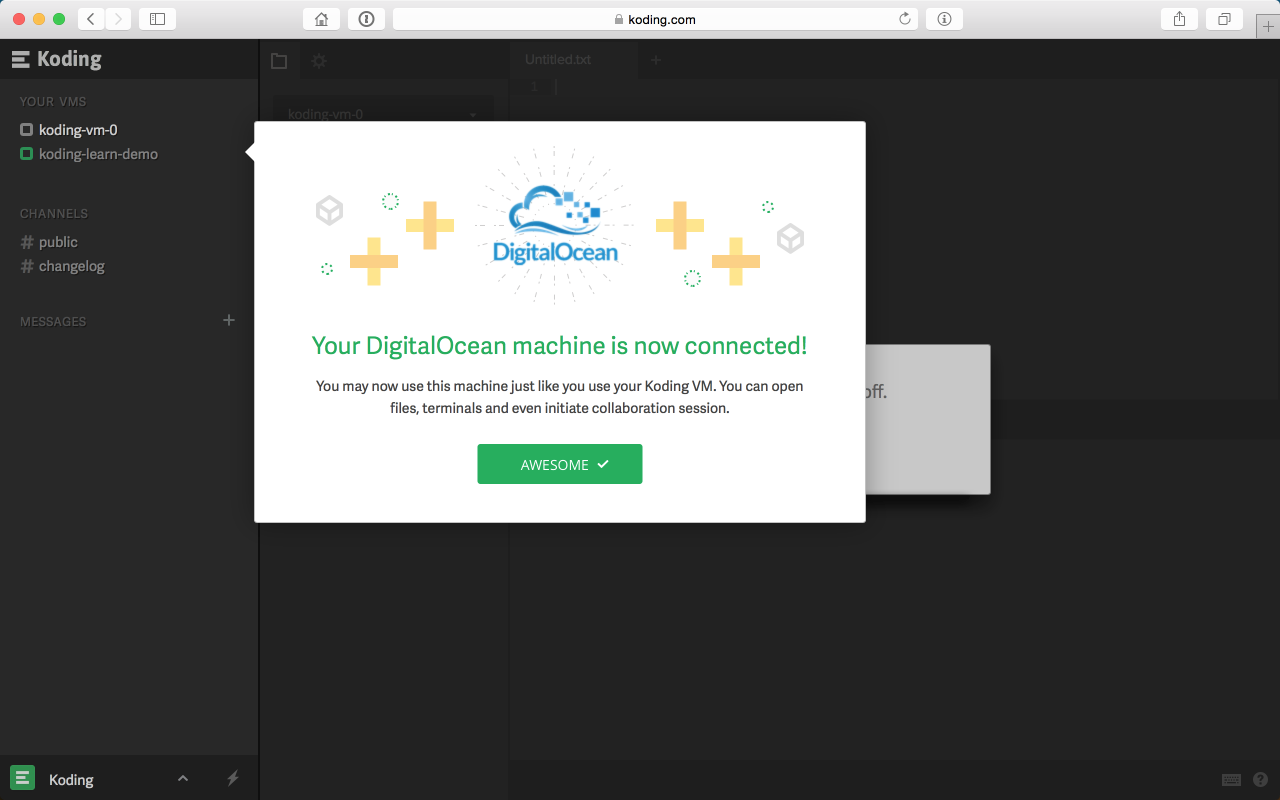 koding.com
Koding
Untitled.txt
1
YOUR VMS
koding-vm-0
koding-learn-demo
koding-vm-0
CHANNELS
# public
# changelog
MESSAGES
DigitalOcean
Your DigitalOcean machine is now connected!
You may now use this machine just like you use your Koding VM. You can open
files, terminals and even initiate collaboration session.
AWESOME
off.
Koding